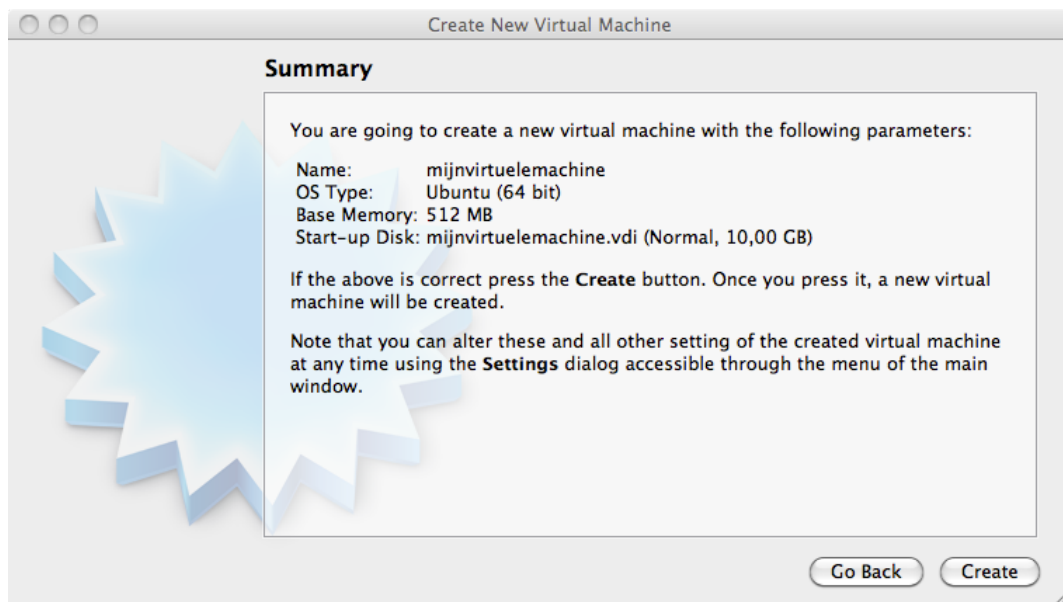 Create New Virtual Machine
Summary
You are going to create a new virtual machine with the following parameters:
Name: mijnvirtuelemachine
OS Type: Ubuntu (64 bit)
Base Memory: 512 MB
Start-up Disk: mijnvirtuelemachine.vdi (Normal, 10,00 GB)
If the above is correct press the Create button. Once you press it, a new virtual
machine will be created.
Note that you can alter these and all other setting of the created virtual machine
at any time using the Settings dialog accessible through the menu of the main
window.
Go Back
Create